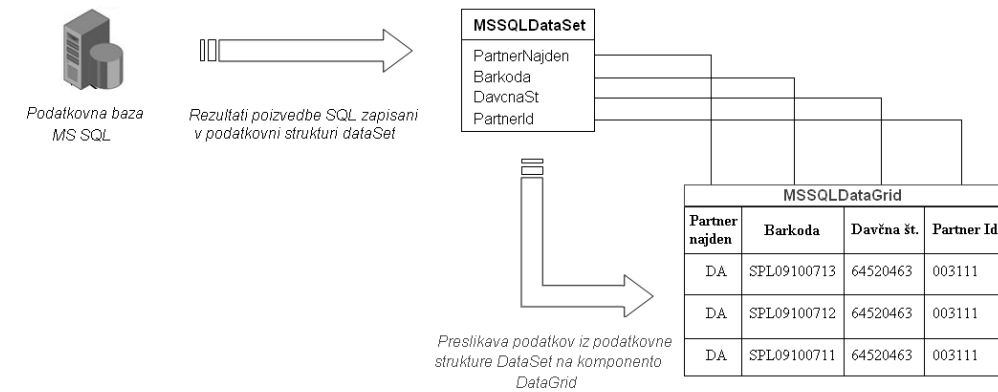 Podatkovna baza
MS SQL
Rezultati poizvedbe SQL zapisani
v podatkovni strukturi dataSet
MSSQLDataSet
PartnerNajden
Barkoda
DavcnaSt
PartnerId
Preslikava podatkov iz podatkovne
strukture DataSet na komponento
DataGrid
MSSQLDataGrid
Partner najden Barkoda Davčna št. Partner Id
DA SPL09100713 64520463 003111
DA SPL09100712 64520463 003111
DA SPL09100711 64520463 003111